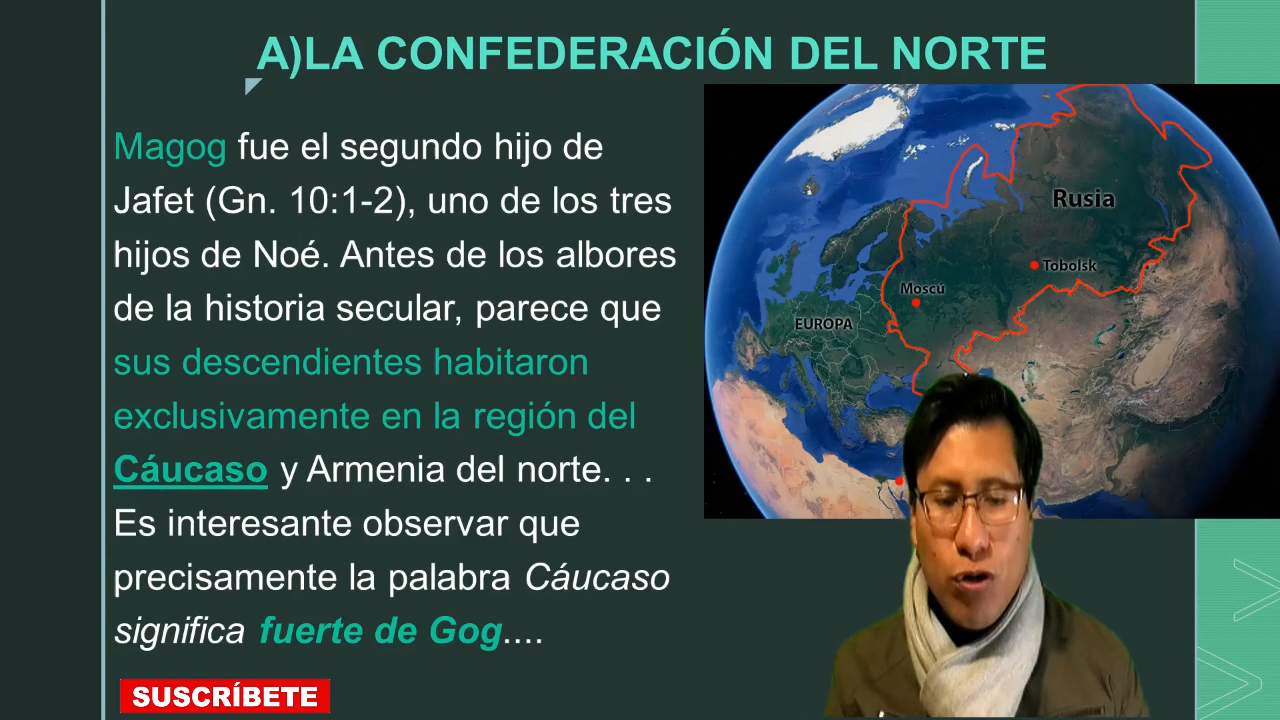 A)LA CONFEDERACIÓN DEL NORTE
Magog fue el segundo hijo de
Jafet (Gn. 10:1-2), uno de los tres
hijos de Noé. Antes de los albores
de la historia secular, parece que
sus descendientes habitaron
exclusivamente en la región del
Cáucaso y Armenia del norte. . .
Es interesante observar que
precisamente la palabra Cáucaso
significa fuerte de Gog....
Rusia
Tobolsk
Moscú
EUROPA
SUSCRÍBETE